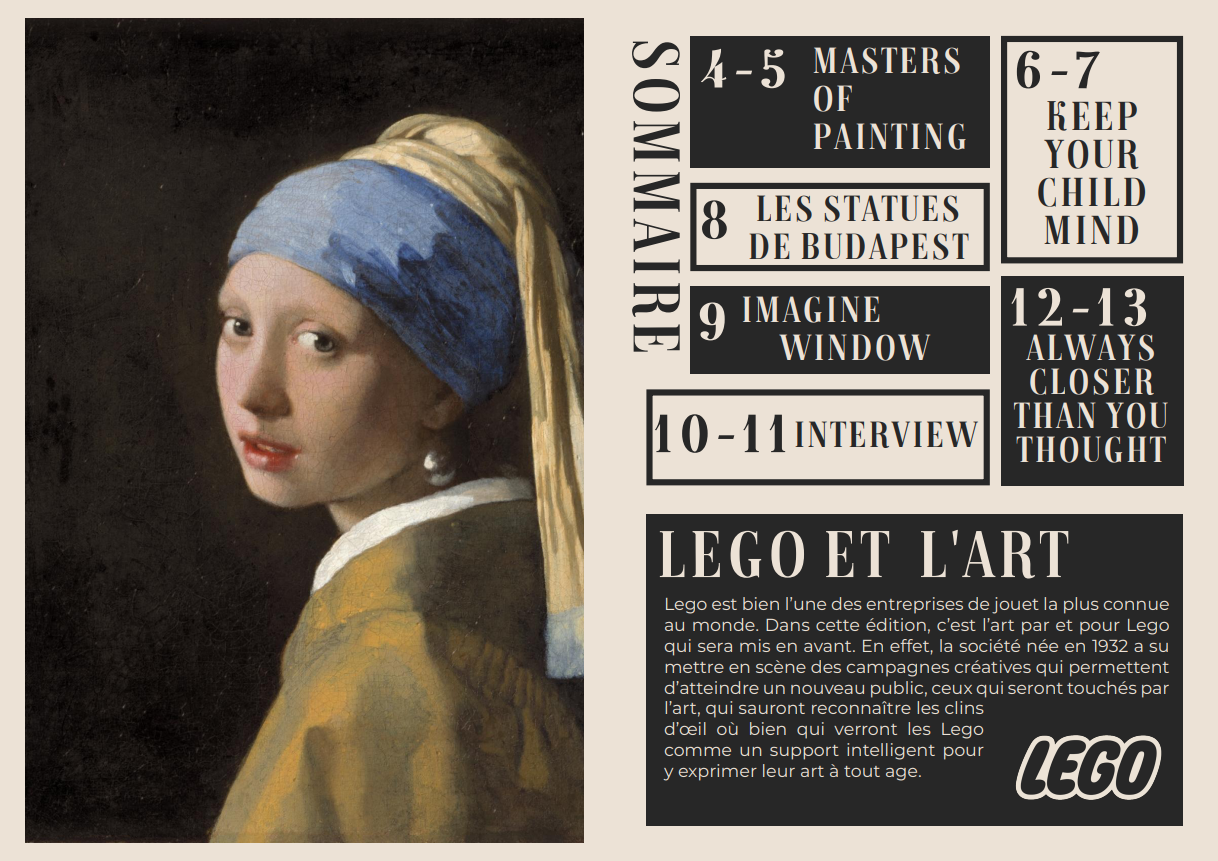 SOMMAIRE
4-5 MASTERS
OF
PAINTING
6-7
KEEP
YOUR
CHILD
MIND
8 LES STATUES
DE BUDAPEST
9 IMAGINE
WINDOW
10-11 INTERVIEW
12-13
ALWAYS
CLOSER
THAN YOU
THOUGHT
LEGO ET L'ART
Lego est bien l’une des entreprises de jouet la plus connue
au monde. Dans cette édition, c’est l’art par et pour Lego
qui sera mis en avant. En effet, la société née en 1932 a su
mettre en scène des campagnes créatives qui permettent
d’atteindre un nouveau public, ceux qui seront touchés par
l’art, qui sauront reconnaître les clins
d’œil où bien qui verront les Lego
comme un support intelligent pour
y exprimer leur art à tout age.
LEGO